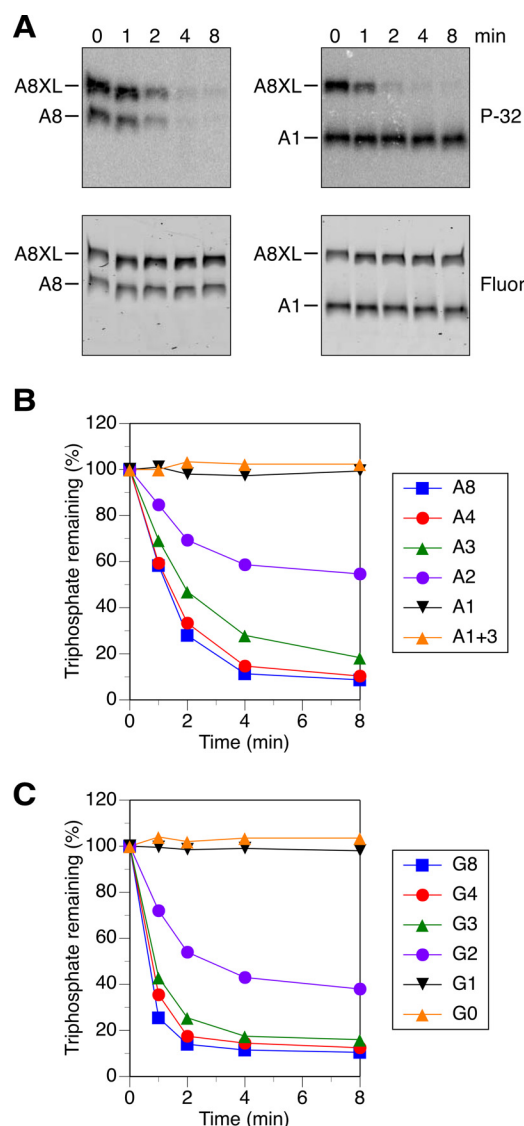 A
0 1 2 4 8 0 1 2 4 8 min
A8XL
A8
A8XL
A1
P-32
A8XL
A8
A8XL
A1
Fluor
B
Triphosphate remaining (%)
120
100
80
60
40
20
0
0 2 4 6 8
Time (min)
A8
A4
A3
A2
A1
A1+3
C
Triphosphate remaining (%)
120
100
80
60
40
20
0
0 2 4 6 8
Time (min)
G8
G4
G3
G2
G1
G0